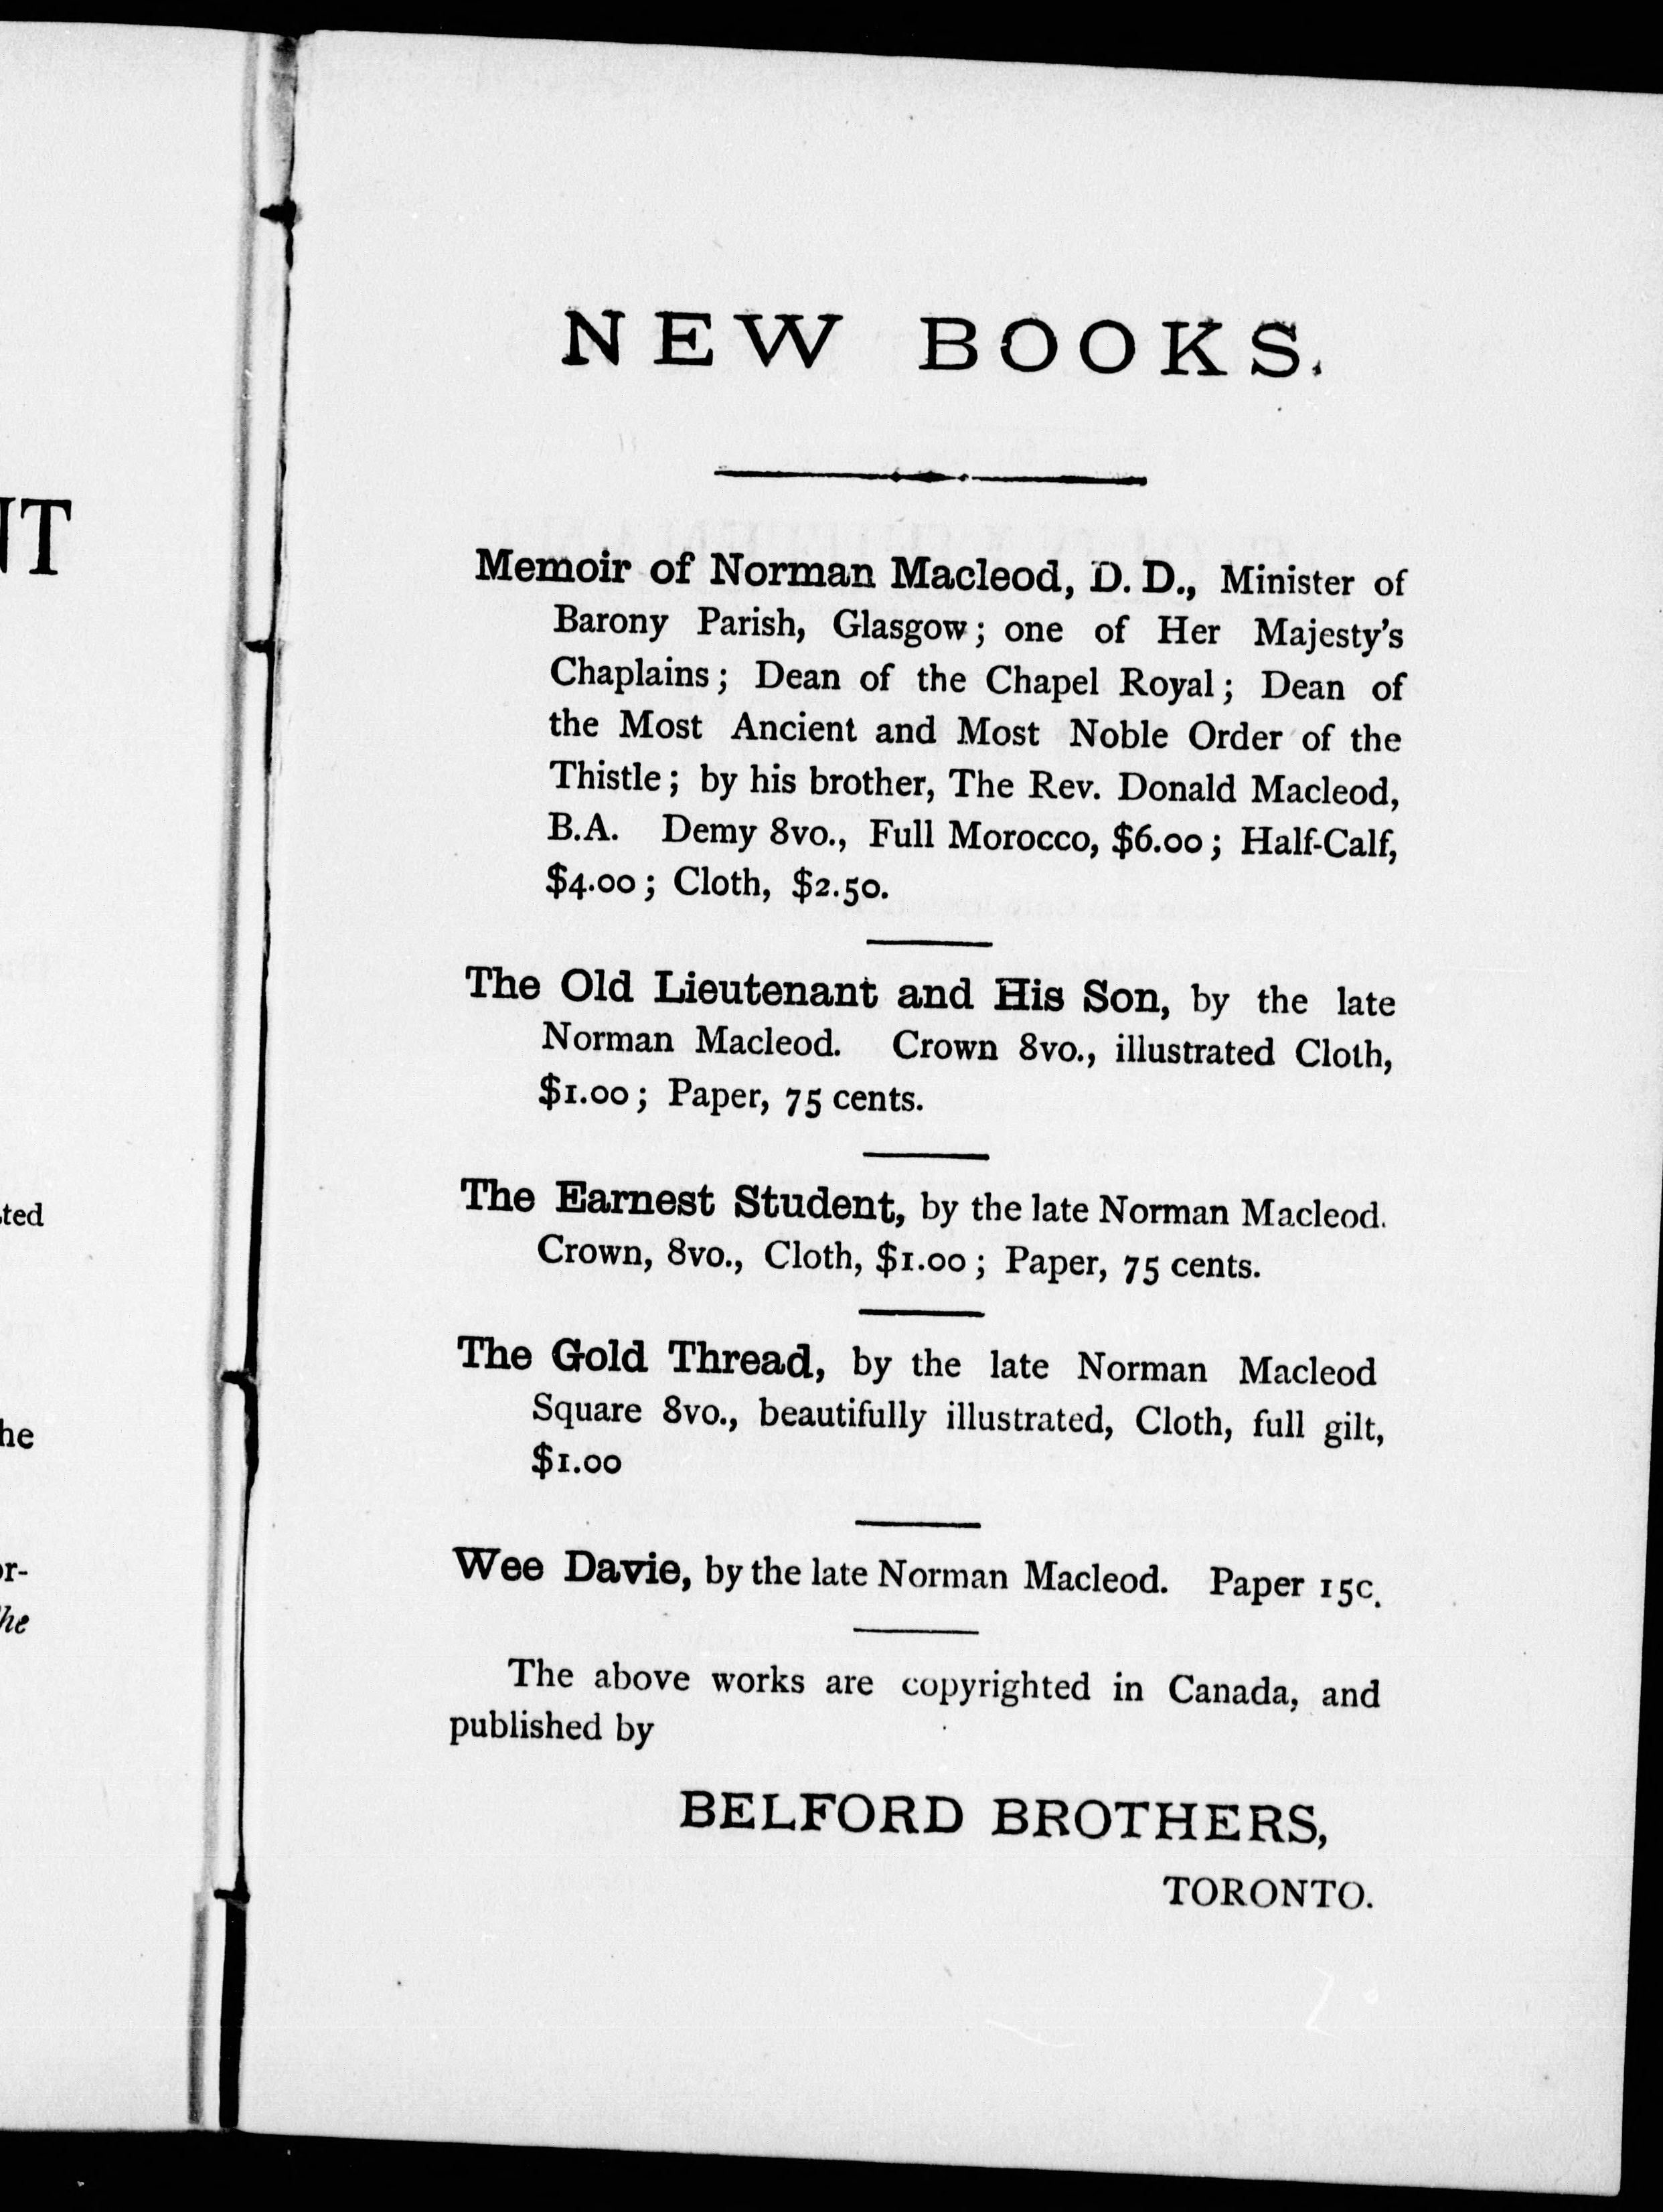 NT
ted
he
or-
he
NEW BOOKS.
Memoir of Norman Macleod, D. D., Minister of
Barony Parish, Glasgow; one of Her Majesty's
Chaplains; Dean of the Chapel Royal; Dean of
the Most Ancient and Most Noble Order of the
Thistle; by his brother, The Rev. Donald Macleod,
B.A. Demy 8vo., Full Morocco, $6.00; Half-Calf,
$4.00; Cloth, $2.50.
The Old Lieutenant and His Son, by the late
Norman Macleod. Crown 8vo., illustrated Cloth,
$1.00; Paper, 75 cents.
The Earnest Student, by the late Norman Macleod.
Crown, 8vo., Cloth, $1.00; Paper, 75 cents.
The Gold Thread, by the late Norman Macleod
Square 8vo., beautifully illustrated, Cloth, full gilt,
$1.00
Wee Davie, by the late Norman Macleod. Paper 15c.
The above works are copyrighted in Canada, and
published by
BELFORD BROTHERS,
TORONTO.